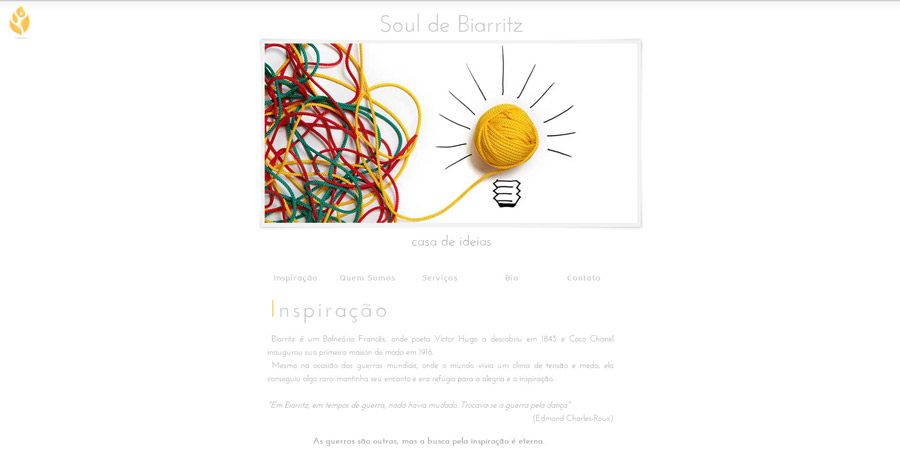 Soul de Biarritz
casa de ideias
Inspiração Quem Somos Serviços Bia Contato
Inspiração
Biarritz é um Balneário Francês, onde poeta Victor Hugo a descobriu em 1843 e Coco Chanel
inaugurou sua primeira maison de moda em 1916.
Mesmo na ocasião das guerras mundiais, onde o mundo vivia um clima de tensão e medo, ela
conseguiu algo raro: mantinha seu encanto e era refúgio para a alegria e a inspiração.
"Em Biarritz, em tempos de guerra, nada havia mudado. Trocava-se a guerra pela dança"
(Edmond Charles-Roux)
As guerras são outras, mas a busca pela inspiração é eterna.